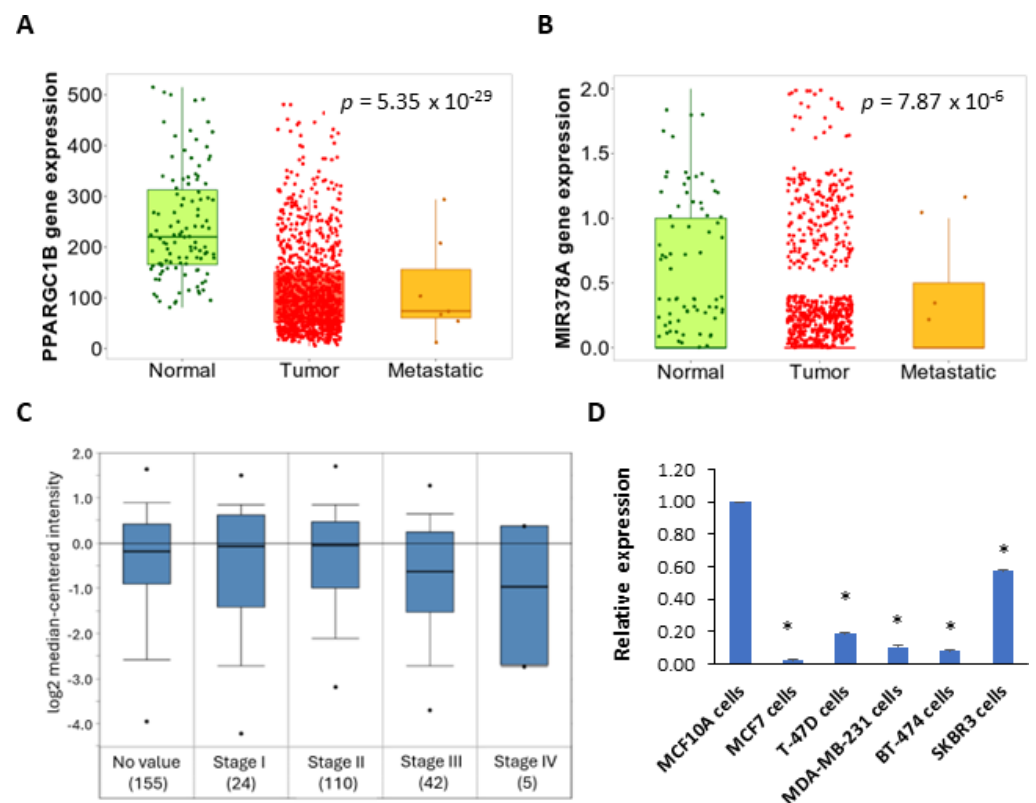 A
PPARGC1B gene expression
500
400
300
200
100
0
p = 5.35 x 10-29
Normal
Tumor
Metastatic
B
MIR378A gene expression
2.0
1.5
1.0
0.5
0.0
p = 7.87 x 10-6
Normal
Tumor
Metastatic
C
log2 median-centered intensity
2.0
1.0
0.0
-1.0
-2.0
-3.0
-4.0
No value
(155)
Stage I
(24)
Stage II
(110)
Stage III
(42)
Stage IV
(5)
D
Relative expression
1.20
1.00
0.80
0.60
0.40
0.20
0.00
*
*
*
*
*
MCF10A cells
MCF7 cells
T-47D cells
MDA-MB-231 cells
BT-474 cells
SKBR3 cells